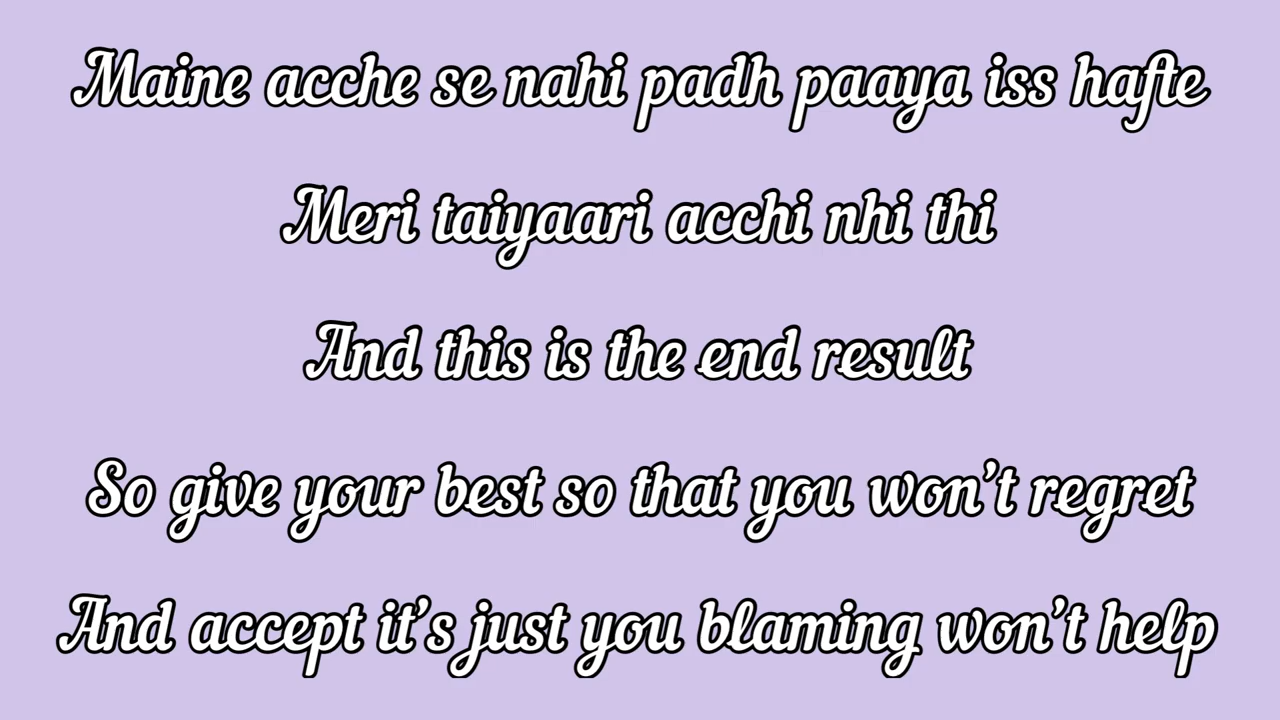 Maine acche se nahi padh paaya iss hafte
Meri taiyaari acchi nhi thi
And this is the end result
So give your best so that you won't regret
And accept it's just you blaming won't help